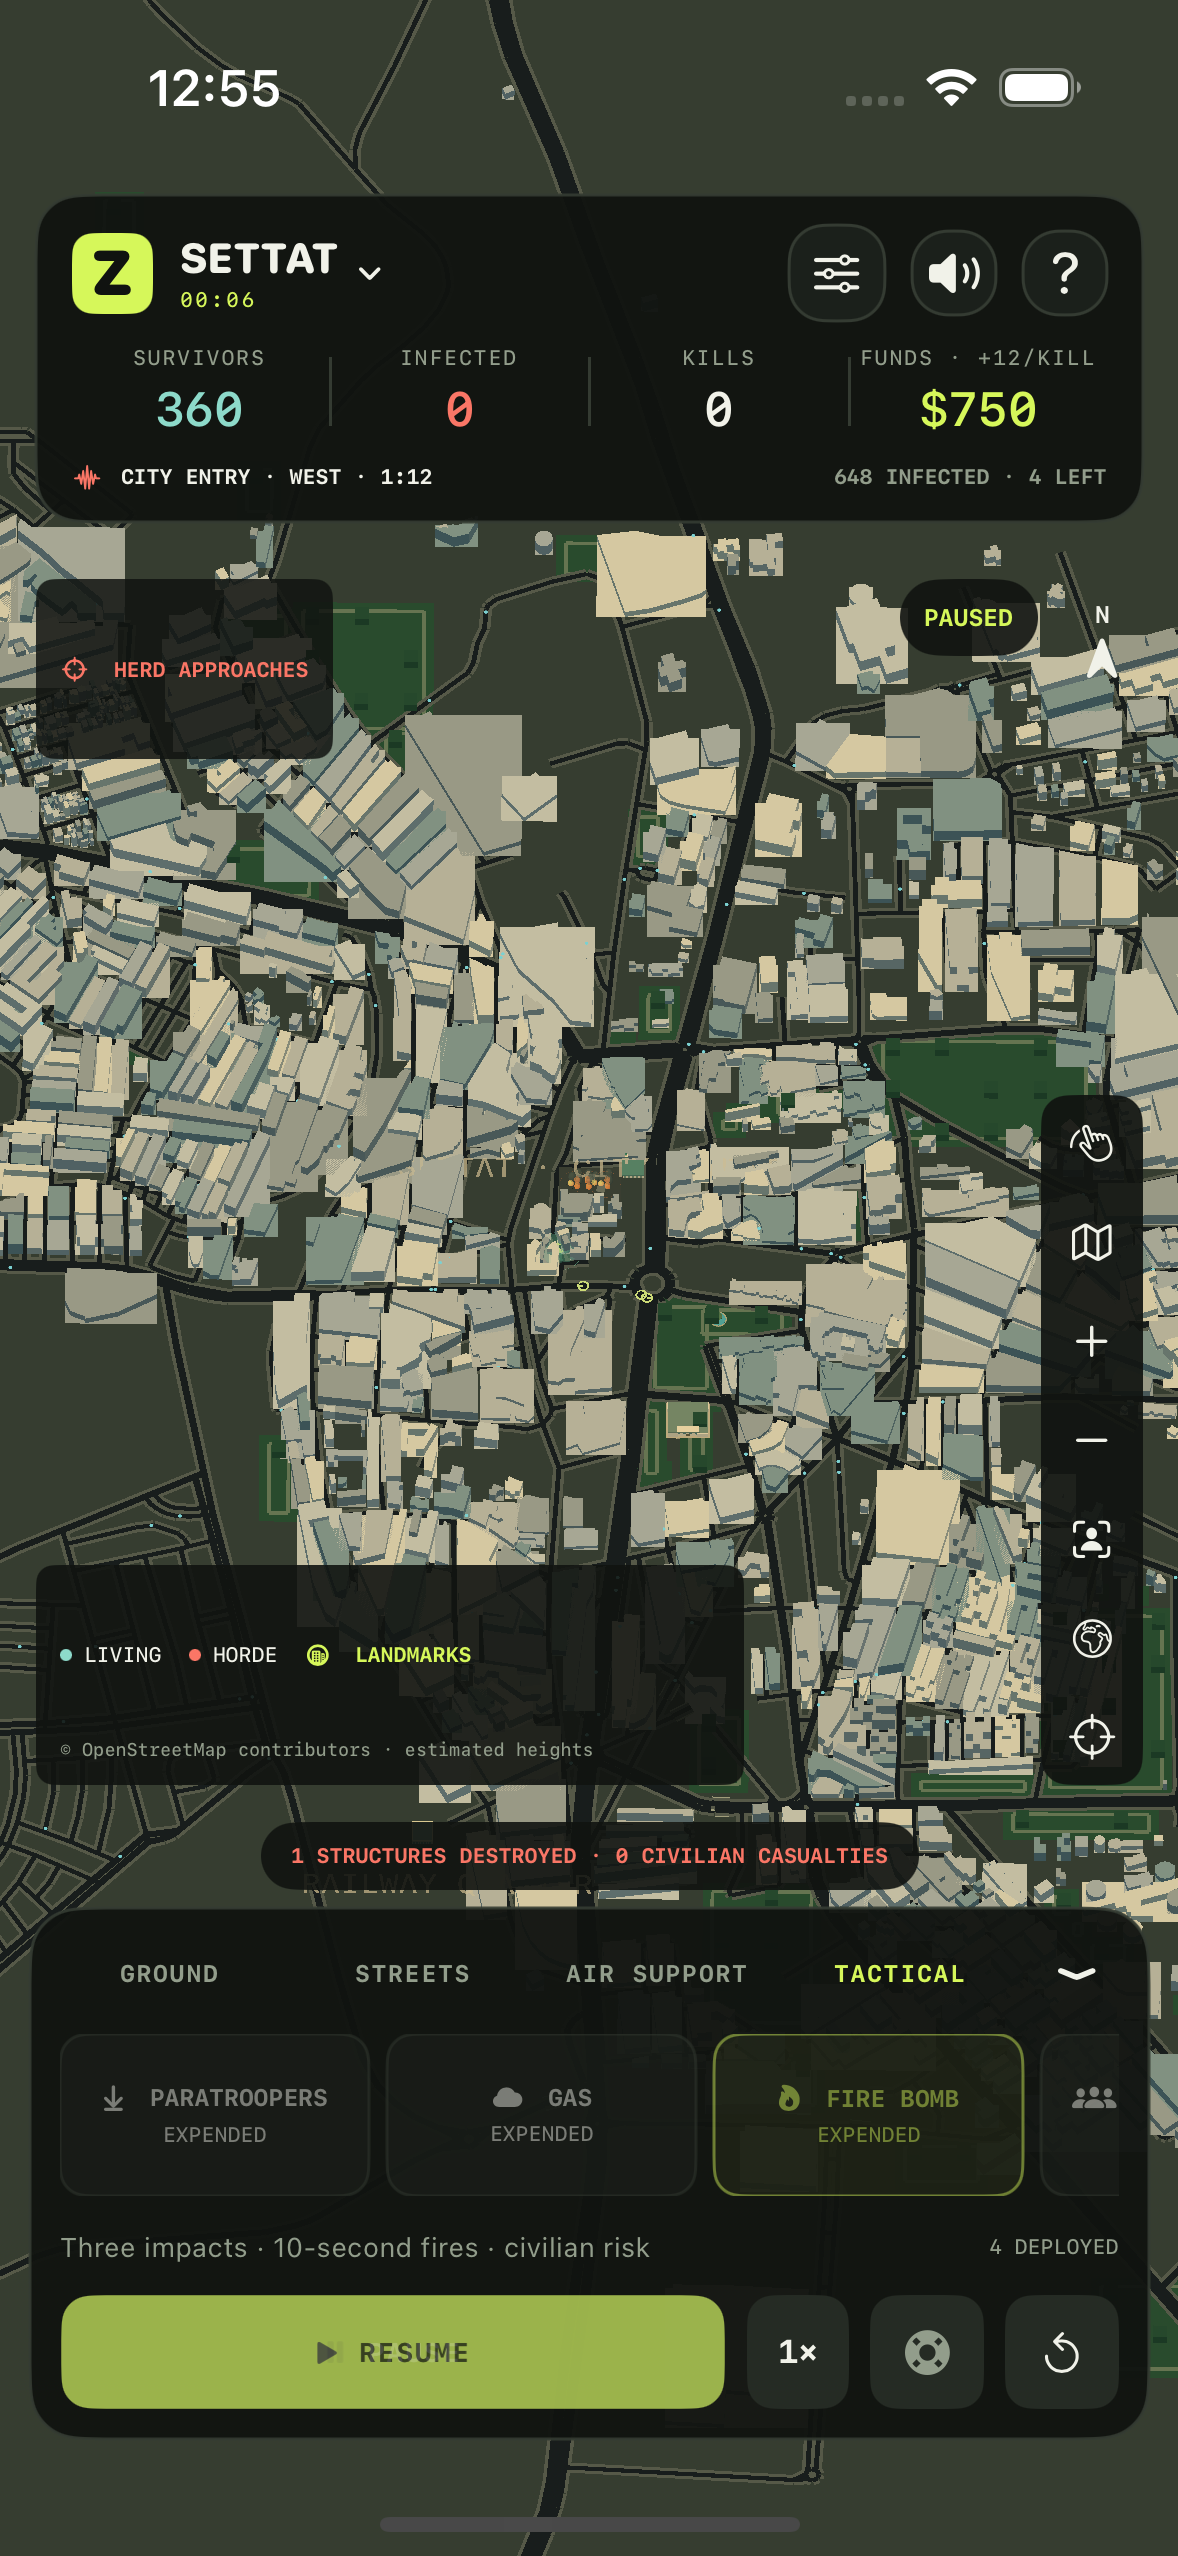 12:55
Z
SETTAT
00:06
?
SURVIVORS
360
INFECTED
0
KILLS
0
FUNDS · +12/KILL
$750
CITY ENTRY · WEST · 1:12
648 INFECTED · 4 LEFT
HERD APPROACHES
PAUSED
N
LIVING
HORDE
LANDMARKS
© OpenStreetMap contributors · estimated heights
1 STRUCTURES DESTROYED · 0 CIVILIAN CASUALTIES
RAILWAY
GROUND
STREETS
AIR SUPPORT
TACTICAL
PARATROOPERS
EXPENDED
GAS
EXPENDED
FIRE BOMB
EXPENDED
Three impacts · 10-second fires · civilian risk
4 DEPLOYED
RESUME
1×